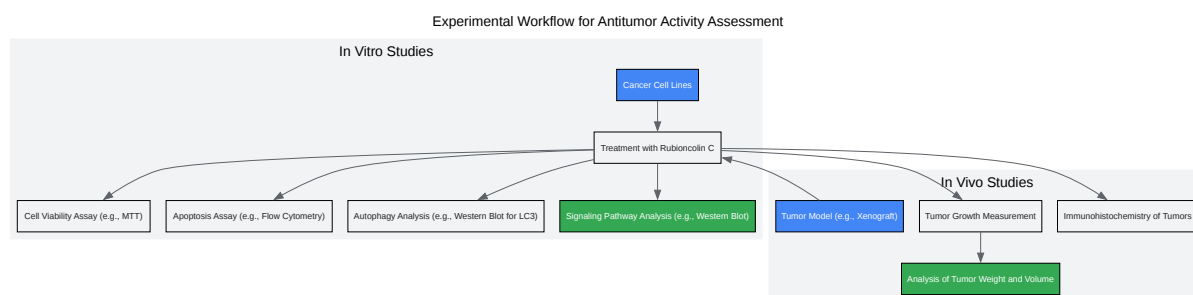 Experimental Workflow for Antitumor Activity Assessment
In Vitro Studies
Cancer Cell Lines
Treatment with Rubioncolin C
In Vivo Studies
Cell Viability Assay (e.g., MTT)
Apoptosis Assay (e.g., Flow Cytometry)
Autophagy Analysis (e.g., Western Blot for LC3)
Signaling Pathway Analysis (e.g., Western Blot)
Tumor Model (e.g., Xenograft)
Tumor Growth Measurement
Immunohistochemistry of Tumors
Analysis of Tumor Weight and Volume